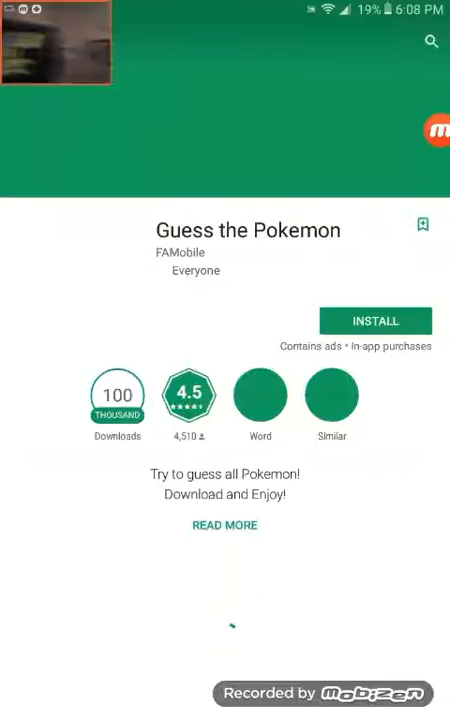 19% 6:08 PM
m
Guess the Pokemon
FAMobile
Everyone
INSTALL
Contains ads • In-app purchases
100
THOUSAND
4.5
Downloads
4,510
Word
Similar
Try to guess all Pokemon!
Download and Enjoy!
READ MORE
Recorded by Mobizen